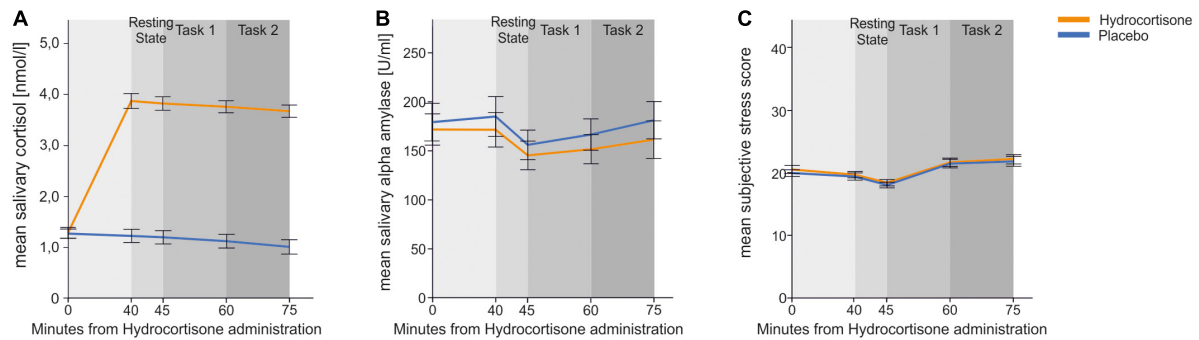 A
mean salivary cortisol [nmol/l]
5,0
4,0
3,0
2,0
1,0
0
Resting
State
Task 1
Task 2
0
40
45
60
75
Minutes from Hydrocortisone administration
B
mean salivary alpha amylase [U/ml]
250
200
150
100
50
0
Resting
State
Task 1
Task 2
0
40
45
60
75
Minutes from Hydrocortisone administration
C
mean subjective stress score
40
30
20
10
0
Resting
State
Task 1
Task 2
0
40
45
60
75
Minutes from Hydrocortisone administration
Hydrocortisone
Placebo